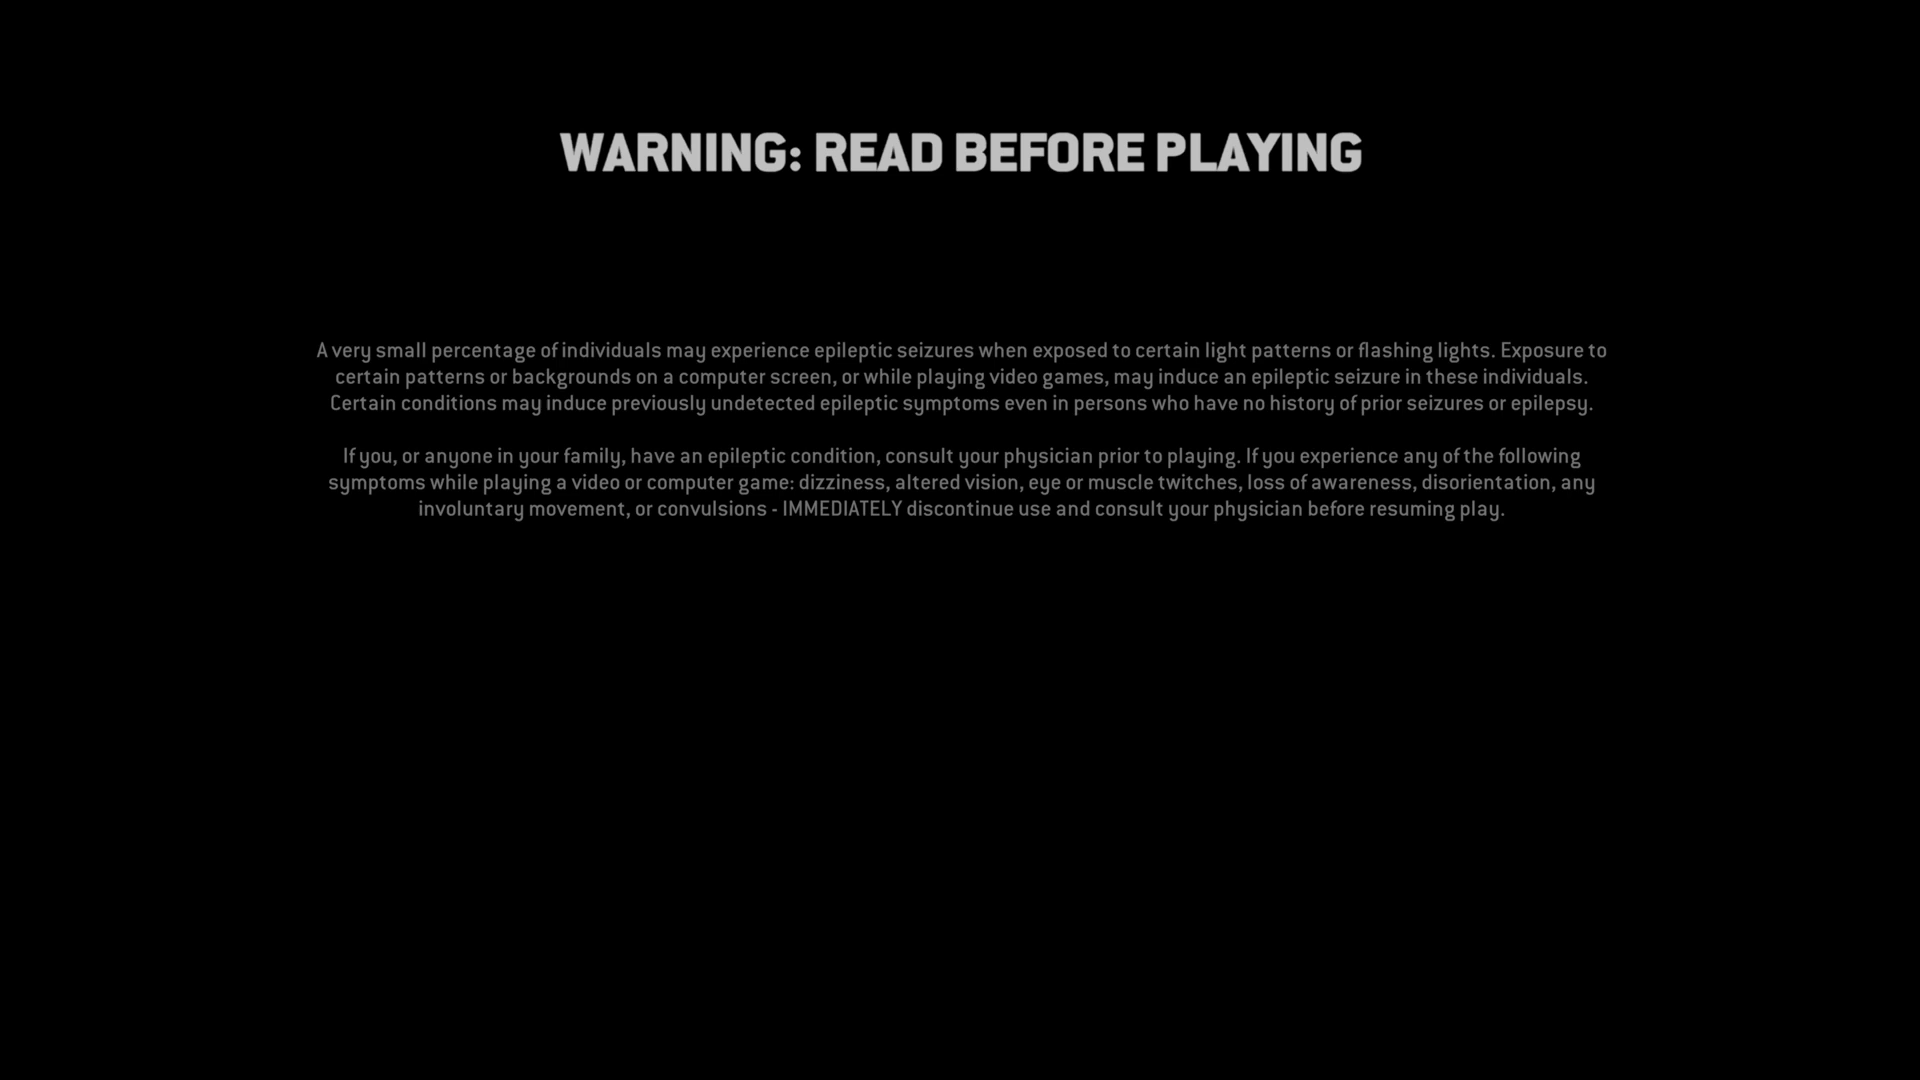 WARNING: READ BEFORE PLAYING
A very small percentage of individuals may experience epileptic seizures when exposed to certain light patterns or flashing lights. Exposure to
certain patterns or backgrounds on a computer screen, or while playing video games, may induce an epileptic seizure in these individuals.
Certain conditions may induce previously undetected epileptic symptoms even in persons who have no history of prior seizures or epilepsy.
If you, or anyone in your family, have an epileptic condition, consult your physician prior to playing. If you experience any of the following
symptoms while playing a video or computer game: dizziness, altered vision, eye or muscle twitches, loss of awareness, disorientation, any
involuntary movement, or convulsions - IMMEDIATELY discontinue use and consult your physician before resuming play.